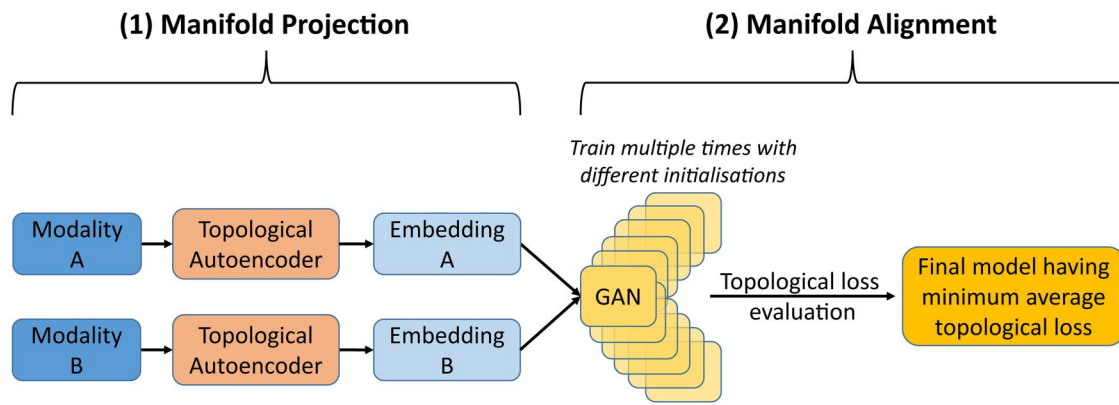 (1) Manifold Projection
(2) Manifold Alignment
Train multiple times with
different initialisations
Modality
A
Topological
Autoencoder
Embedding
A
Modality
B
Topological
Autoencoder
Embedding
B
GAN
Topological loss
evaluation
Final model having
minimum average
topological loss